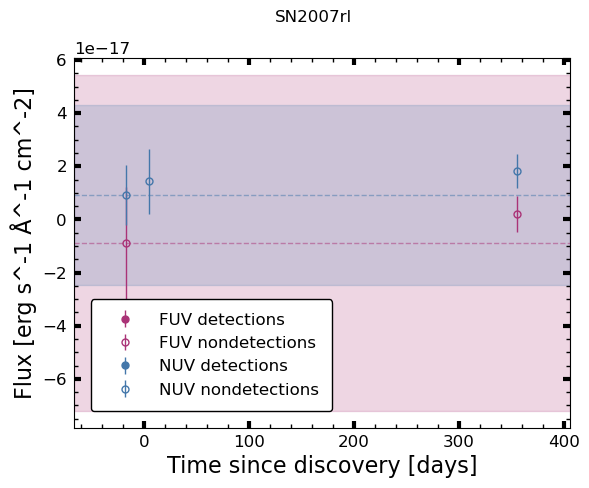 SN2007rl
1e−17
6
4
2
0
−2
−4
−6
Flux [erg s^-1 Å^-1 cm^-2]
FUV detections
FUV nondetections
NUV detections
NUV nondetections
0 100 200 300 400
Time since discovery [days]